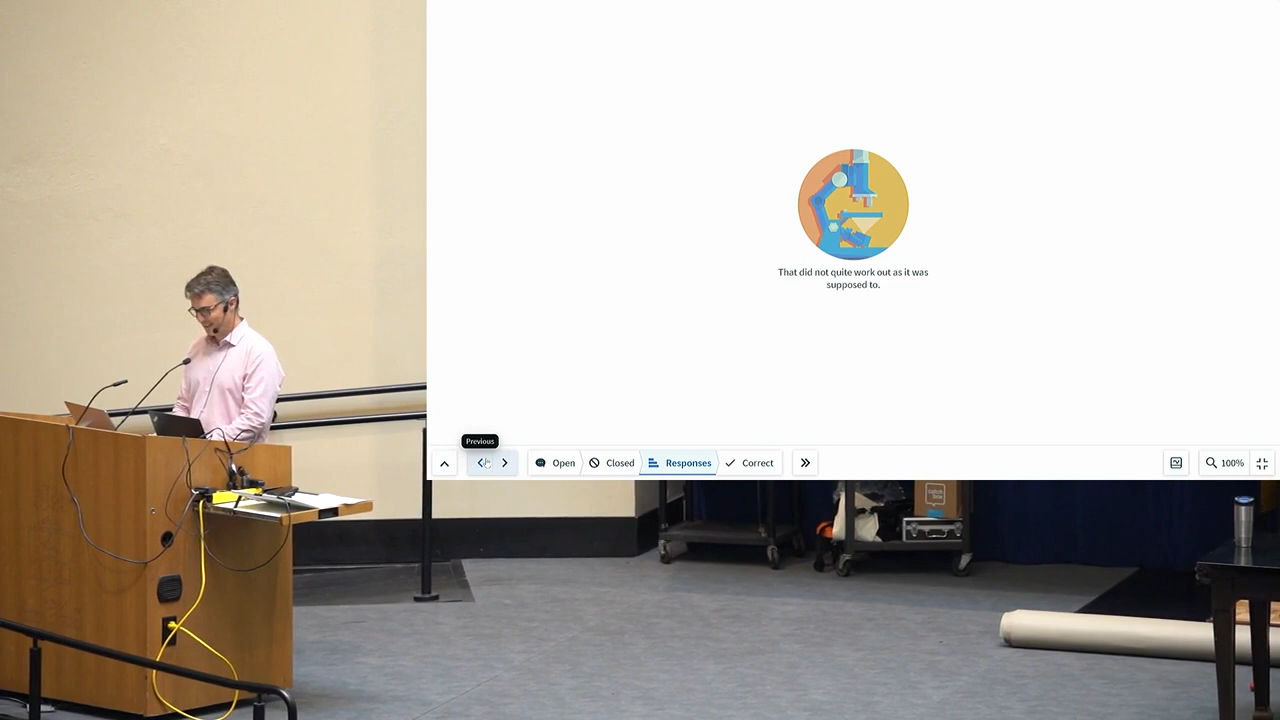 That did not quite work out as it was
supposed to.
Previous
Open
Closed
Responses
Correct
100%